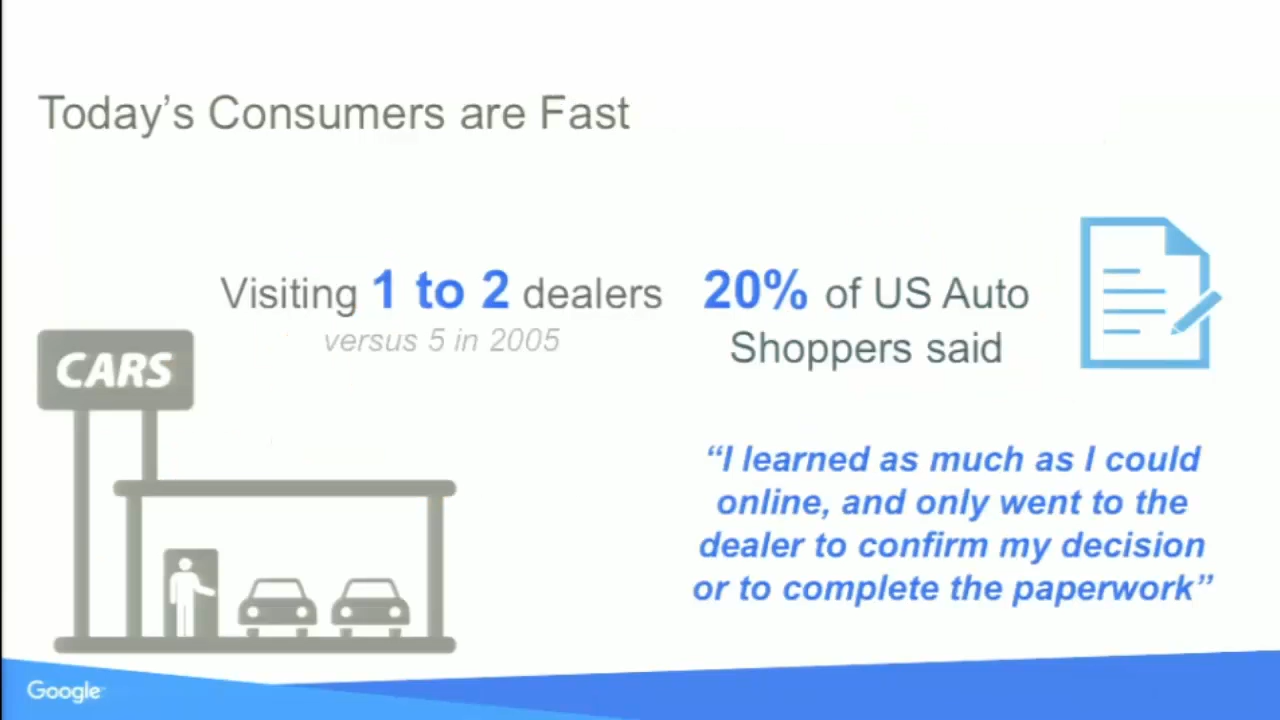 Today's Consumers are Fast
Visiting 1 to 2 dealers
versus 5 in 2005
20% of US Auto
Shoppers said
CARS
“I learned as much as I could
online, and only went to the
dealer to confirm my decision
or to complete the paperwork”
Google